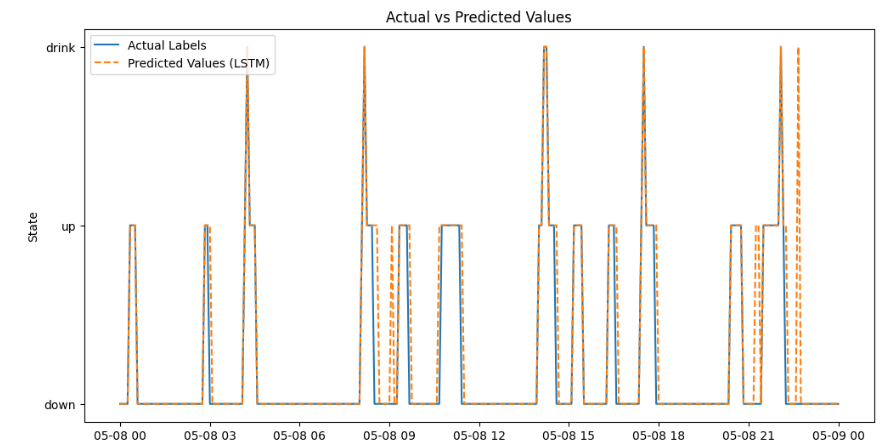 Actual vs Predicted Values
Actual Labels
Predicted Values (LSTM)
drink
up
down
State
05-08 00 05-08 03 05-08 06 05-08 09 05-08 12 05-08 15 05-08 18 05-08 21 05-09 00